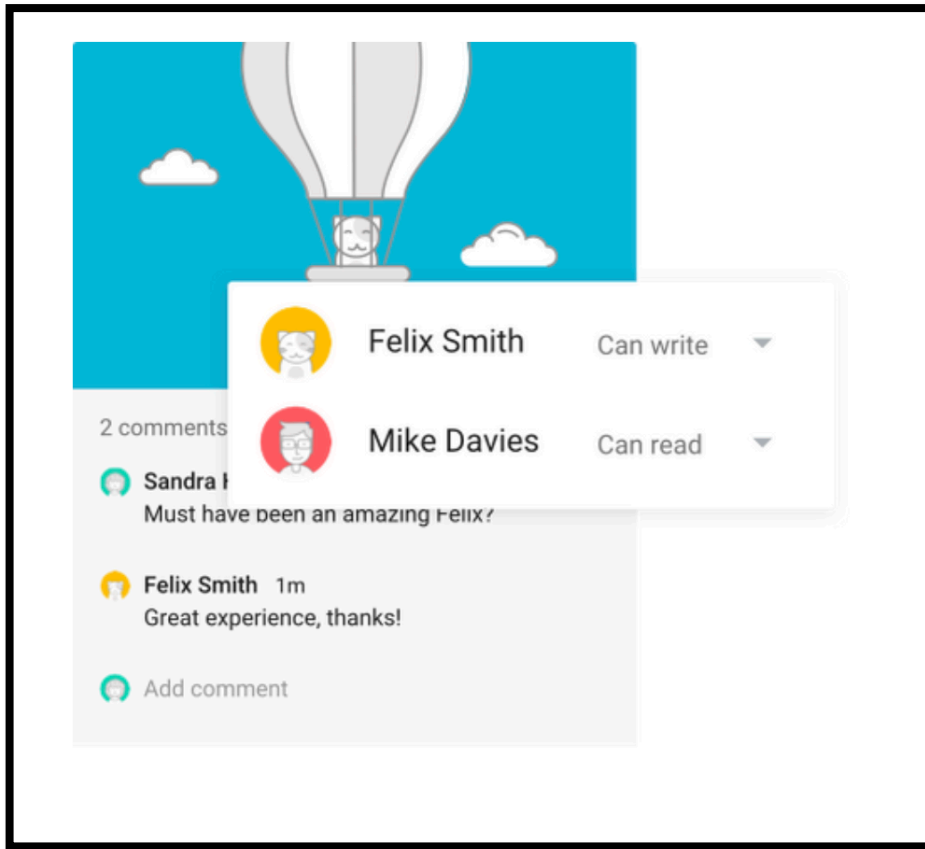 Felix Smith Can write
Mike Davies Can read
2 comments
Sandra
Must have been an amazing Felix?
Felix Smith 1m
Great experience, thanks!
Add comment